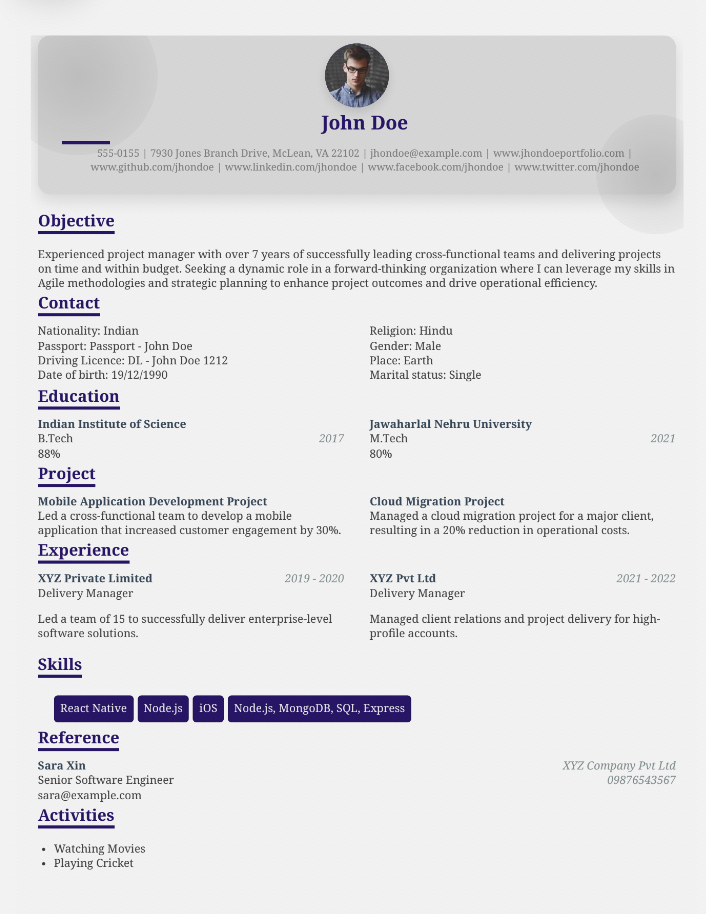 John Doe
555-0155 | 7930 Jones Branch Drive, McLean, VA 22102 | jhondoe@example.com | www.jhondoeportfolio.com |
www.github.com/jhondoe | www.linkedin.com/jhondoe | www.facebook.com/jhondoe | www.twitter.com/jhondoe
Objective
Experienced project manager with over 7 years of successfully leading cross-functional teams and delivering projects
on time and within budget. Seeking a dynamic role in a forward-thinking organization where I can leverage my skills in
Agile methodologies and strategic planning to enhance project outcomes and drive operational efficiency.
Contact
Nationality: Indian
Passport: Passport - John Doe
Driving Licence: DL - John Doe 1212
Date of birth: 19/12/1990
Religion: Hindu
Gender: Male
Place: Earth
Marital status: Single
Education
Indian Institute of Science
B.Tech 2017
88%
Jawaharlal Nehru University
M.Tech 2021
80%
Project
Mobile Application Development Project
Led a cross-functional team to develop a mobile
application that increased customer engagement by 30%.
Cloud Migration Project
Managed a cloud migration project for a major client,
resulting in a 20% reduction in operational costs.
Experience
XYZ Private Limited 2019 - 2020
Delivery Manager
Led a team of 15 to successfully deliver enterprise-level
software solutions.
XYZ Pvt Ltd 2021 - 2022
Delivery Manager
Managed client relations and project delivery for high-
profile accounts.
Skills
React Native Node.js iOS Node.js, MongoDB, SQL, Express
Reference
Sara Xin XYZ Company Pvt Ltd
Senior Software Engineer 09876543567
sara@example.com
Activities
• Watching Movies
• Playing Cricket